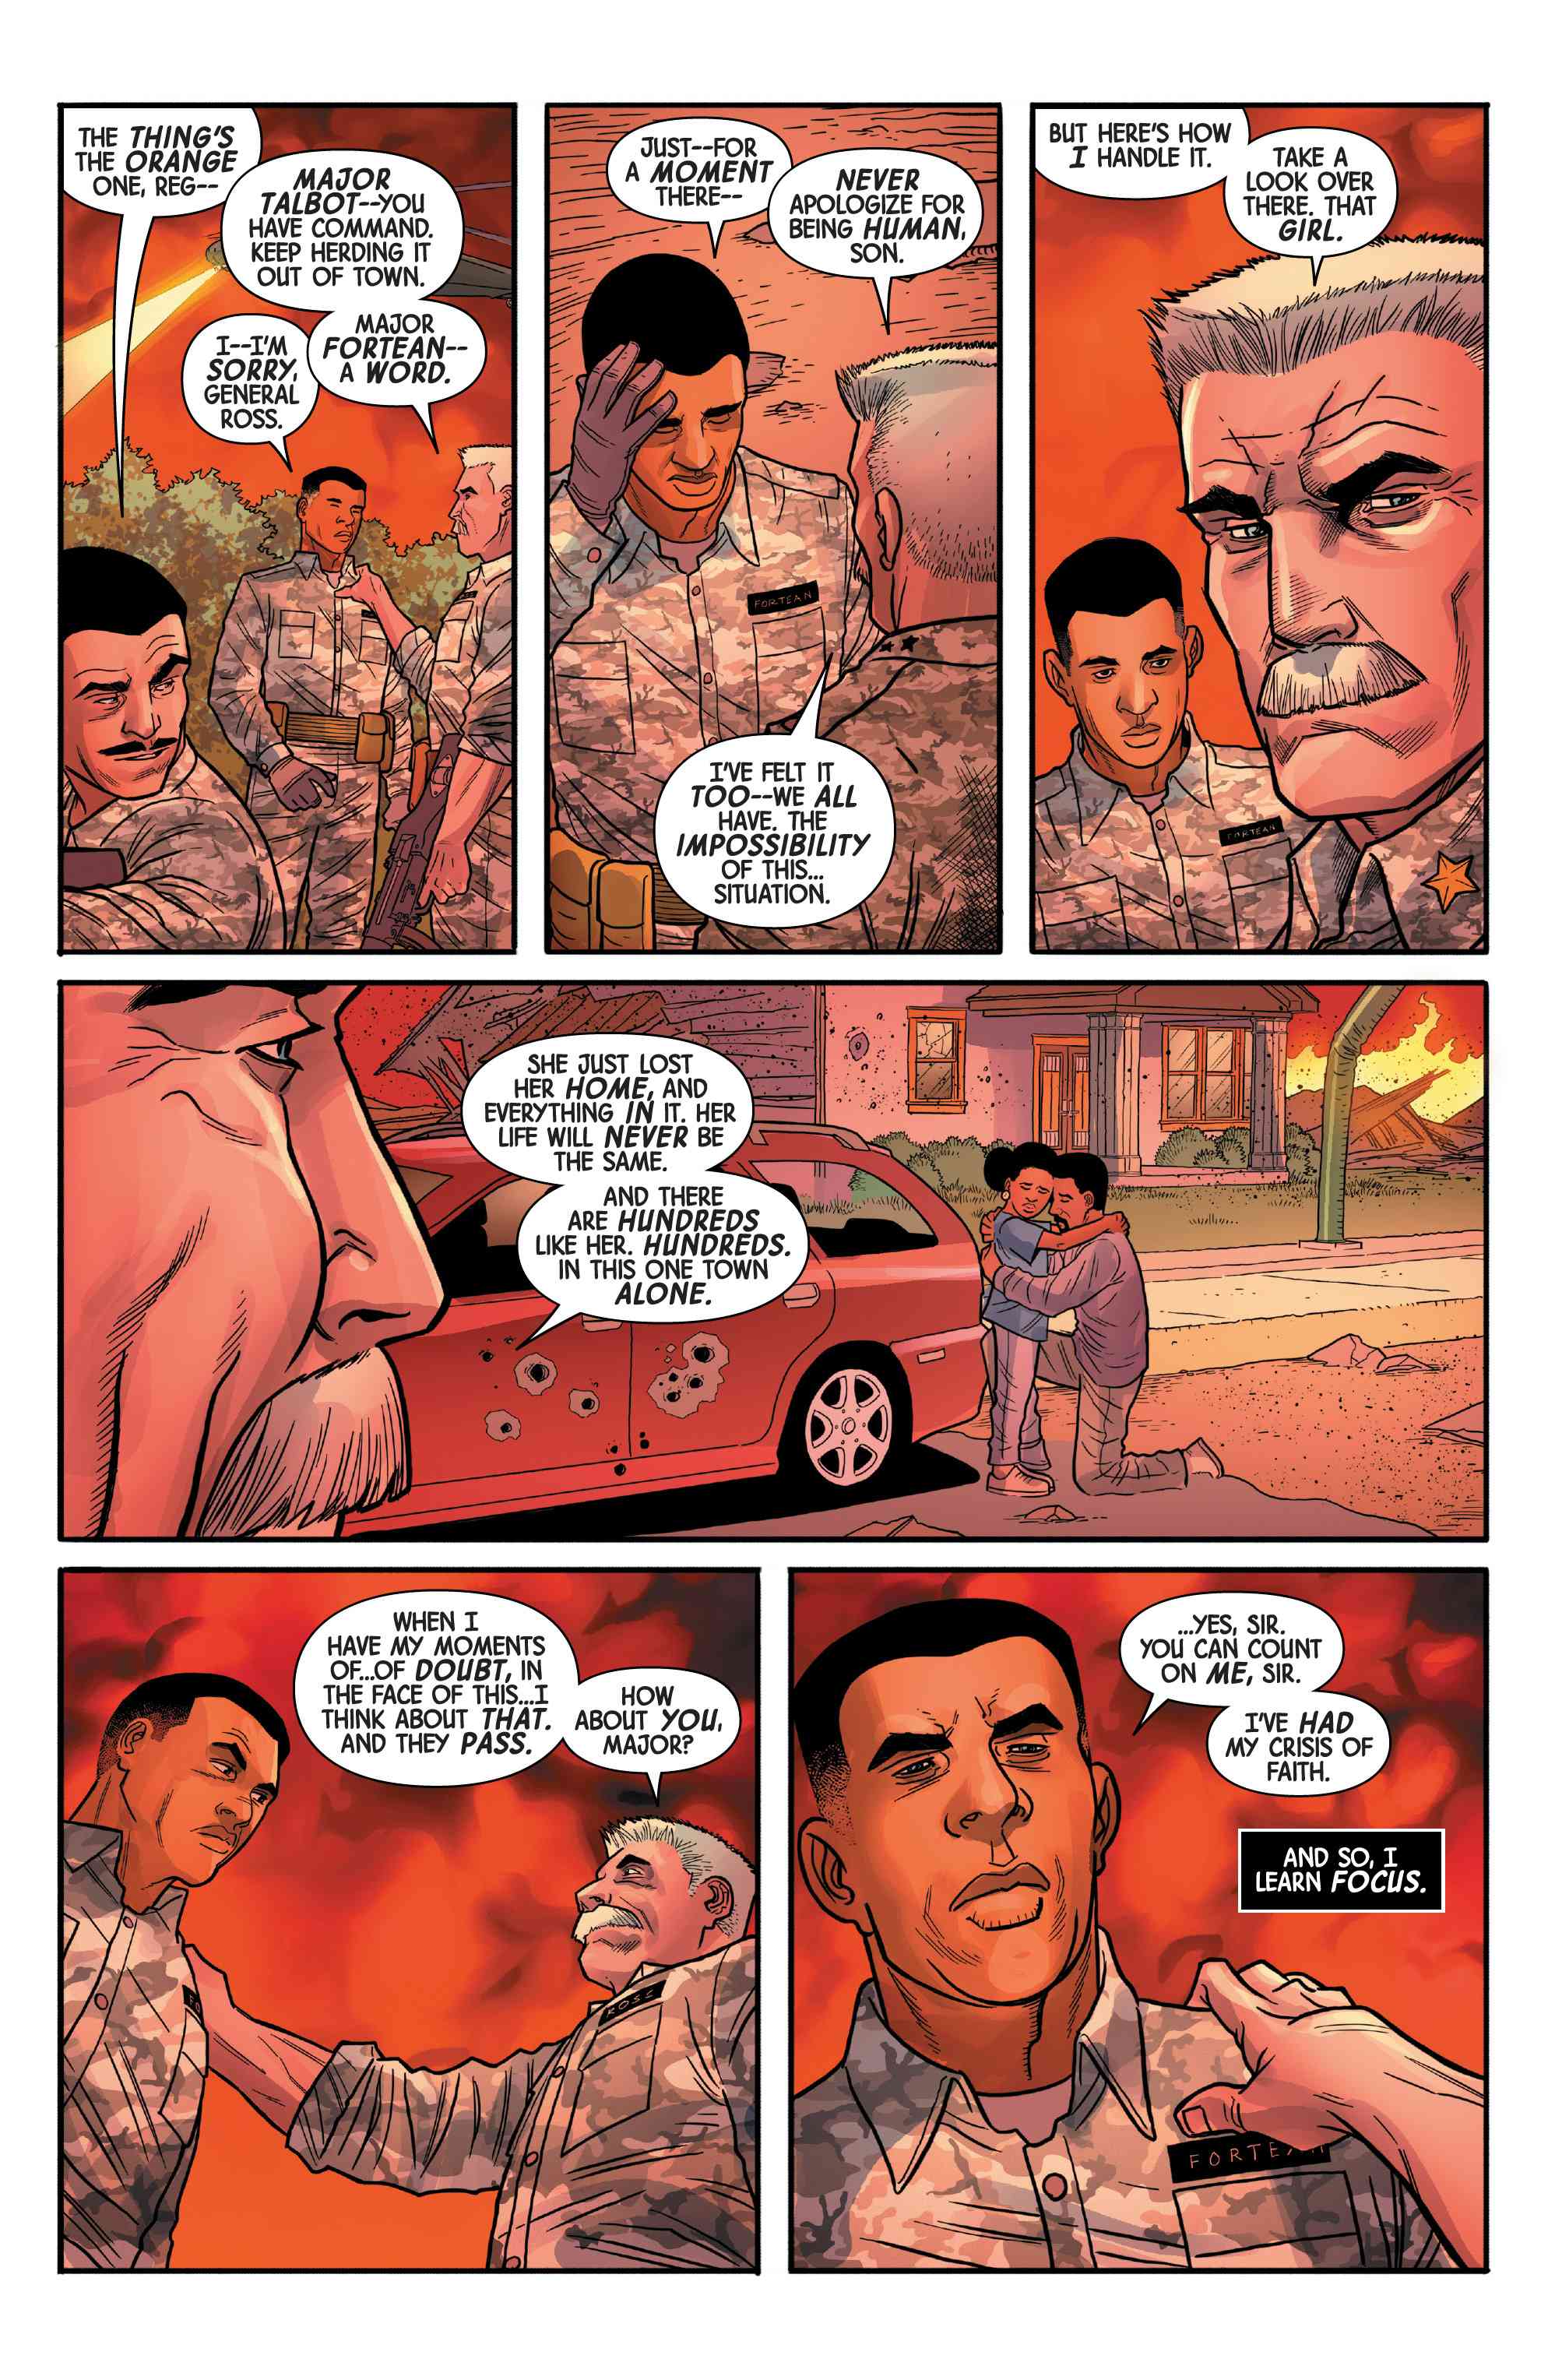 THE THING'S
THE ORANGE
ONE, REG--
MAJOR
TALBOT--YOU
HAVE COMMAND.
KEEP HERDING IT
OUT OF TOWN.
I--I'M
SORRY,
GENERAL
ROSS.
MAJOR
FORTEAN--
A WORD.
JUST--FOR
A MOMENT
THERE--
NEVER
APOLOGIZE FOR
BEING HUMAN,
SON.
FORTEAN
I'VE FELT IT
TOO--WE ALL
HAVE. THE
IMPOSSIBILITY
OF THIS...
SITUATION.
BUT HERE'S HOW
I HANDLE IT.
TAKE A
LOOK OVER
THERE. THAT
GIRL.
FORTEAN
SHE JUST LOST
HER HOME, AND
EVERYTHING IN IT. HER
LIFE WILL NEVER BE
THE SAME.
AND THERE
ARE HUNDREDS
LIKE HER. HUNDREDS.
IN THIS ONE TOWN
ALONE.
WHEN I
HAVE MY MOMENTS
OF...OF DOUBT, IN
THE FACE OF THIS...I
THINK ABOUT THAT.
AND THEY PASS.
HOW
ABOUT YOU,
MAJOR?
FO
ROSS
...YES, SIR.
YOU CAN COUNT
ON ME, SIR.
I'VE HAD
MY CRISIS OF
FAITH.
AND SO, I
LEARN FOCUS.
FORTEAN